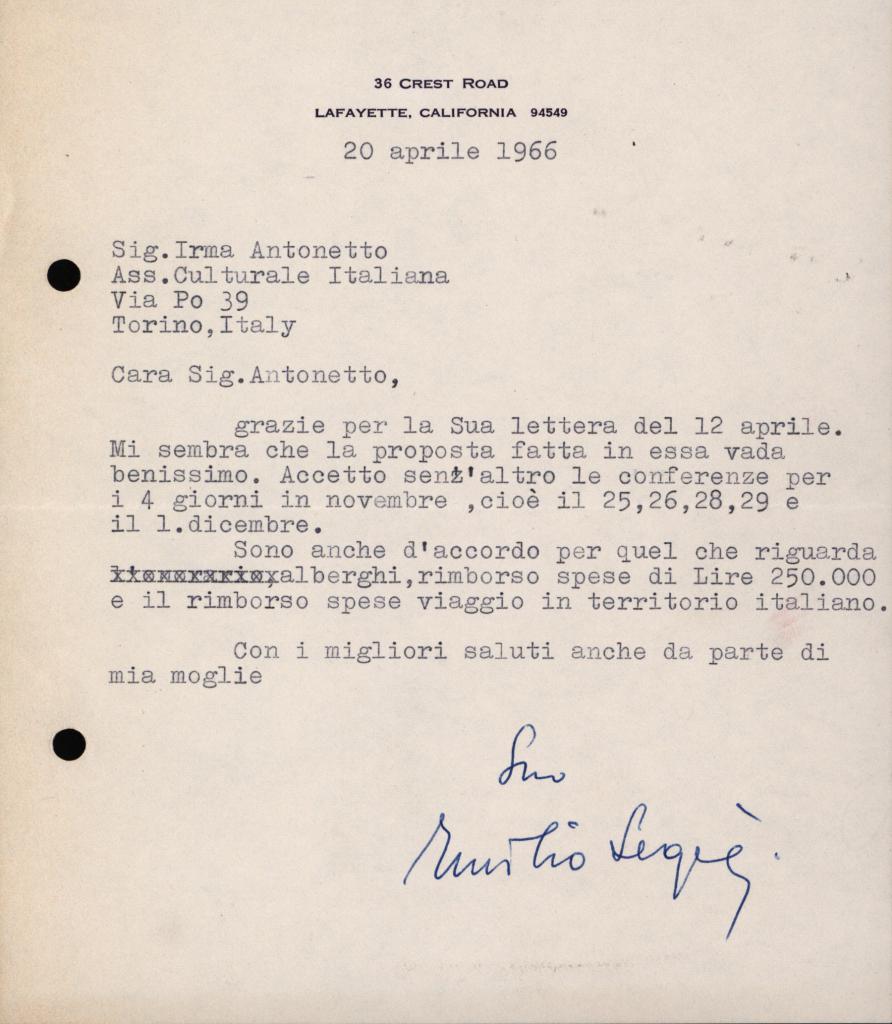 36 CREST ROAD
LAFAYETTE, CALIFORNIA 94549
20 aprile 1966
Sig.Irma Antonetto
Ass.Culturale Italiana
Via Po 39
Torino,Italy
Cara Sig.Antonetto,
grazie per la Sua lettera del 12 aprile.
Mi sembra che la proposta fatta in essa vada
benissimo. Accetto senz'altro le conferenze per
i 4 giorni in novembre ,cioè il 25,26,28,29 e
il 1.dicembre.
Sono anche d'accordo per quel che riguarda
alberghi,rimborso spese di Lire 250.000
e il rimborso spese viaggio in territorio italiano.
Con i migliori saluti anche da parte di
mia moglie
Suo
Emilio Segrè.